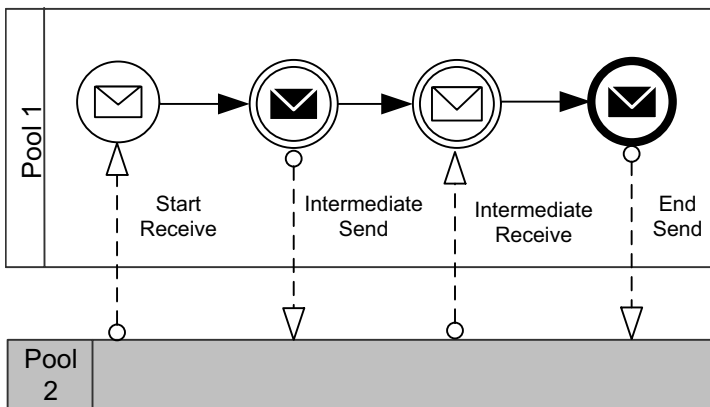 Pool 1
Start
Receive
Intermediate
Send
Intermediate
Receive
End
Send
Pool
2